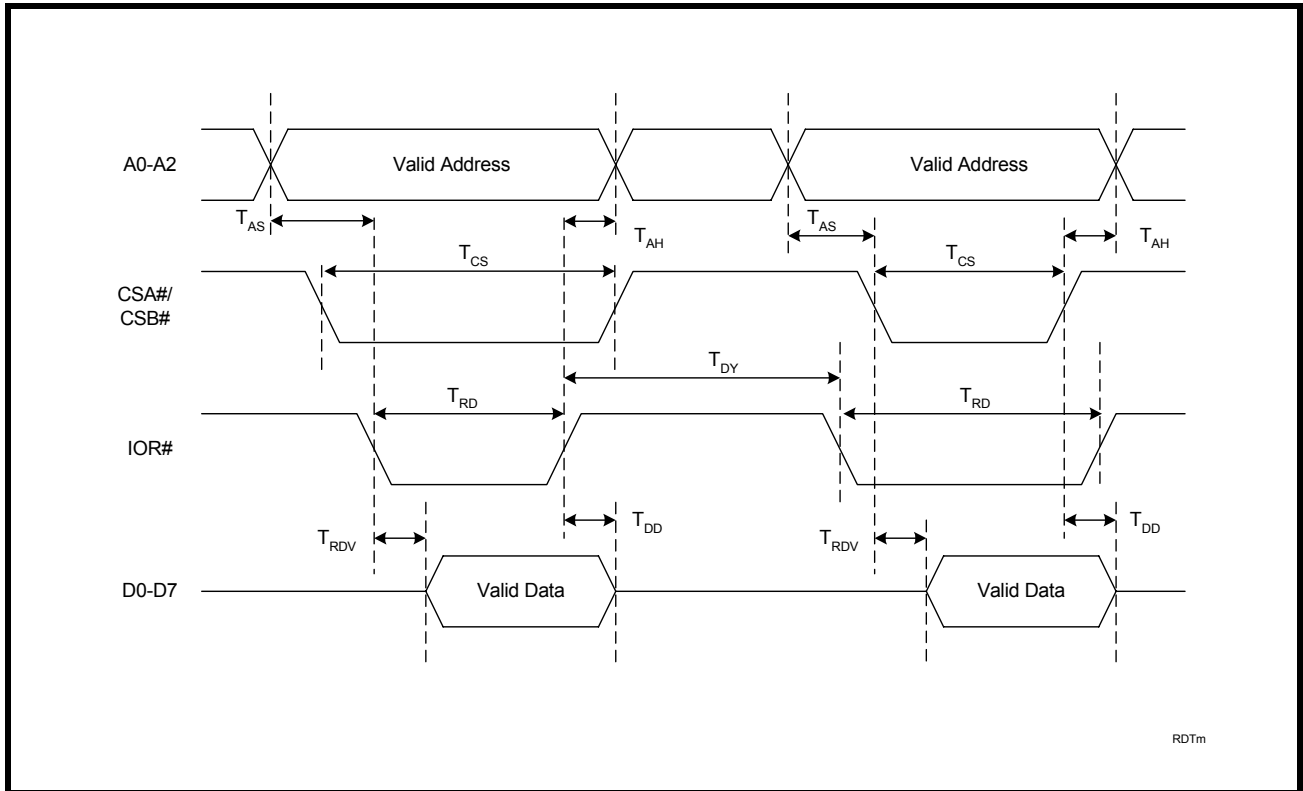 A0-A2
Valid Address
Valid Address
TAS
TAH
TAS
TAH
TCS
TCS
CSA#/
CSB#
TDY
TRD
TRD
IOR#
TRDV
TDD
TRDV
TDD
D0-D7
Valid Data
Valid Data
RDTm